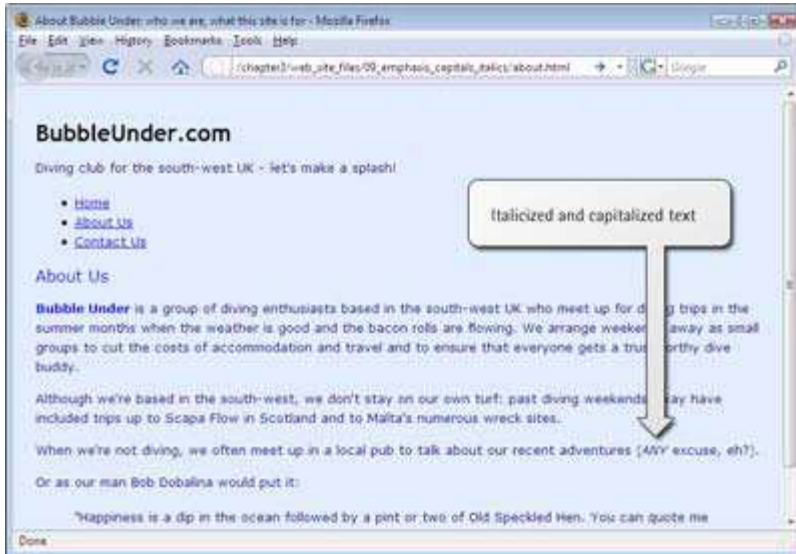 About Bubble Under: who we are, what this site is for - Mozilla Firefox
File Edit View History Bookmarks Tools Help
/chapter3/web_site_files/09_emphasis_capitals_italics/about.html Google
BubbleUnder.com
Diving club for the south-west UK - let's make a splash!
Italicized and capitalized text
• Home
• About Us
• Contact Us
About Us
Bubble Under is a group of diving enthusiasts based in the south-west UK who meet up for trips in the
summer months when the weather is good and the bacon rolls are flowing. We arrange away as small
groups to cut the costs of accommodation and travel and to ensure that everyone gets a dive
buddy.
Although we're based in the south-west, we don't stay on our own turf: past diving weekends have
included trips up to Scapa Flow in Scotland and to Malta's numerous wreck sites.
When we're not diving, we often meet up in a local pub to talk about our recent adventures (ANY excuse, eh?).
Or as our man Bob Dobalina would put it:
"Happiness is a dip in the ocean followed by a pint or two of Old Speckled Hen. You can quote me
Done